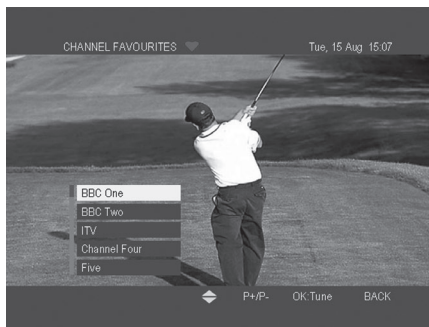 CHANNEL FAVOURITES Tue, 15 Aug 15:07
BBC One
BBC Two
ITV
Channel Four
Five
P+/P- OK:Tune BACK